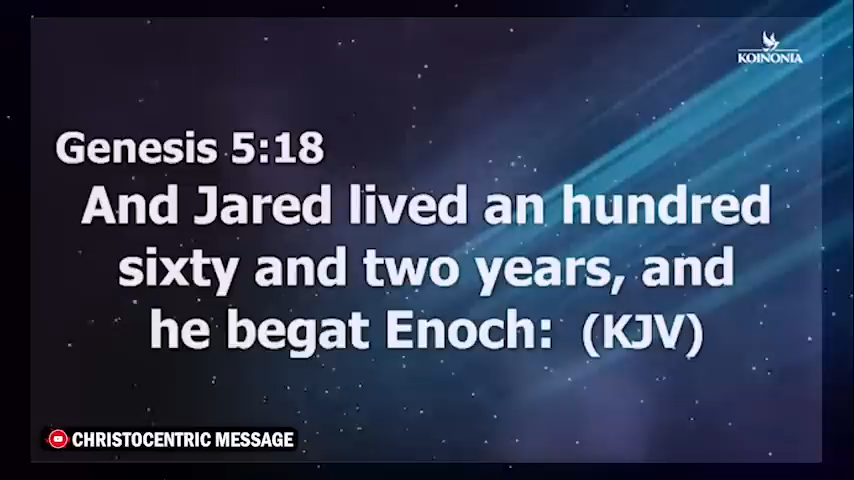 KOINONIA
Genesis 5:18
And Jared lived an hundred
sixty and two years, and
he begat Enoch: (KJV)
CHRISTOCENTRIC MESSAGE